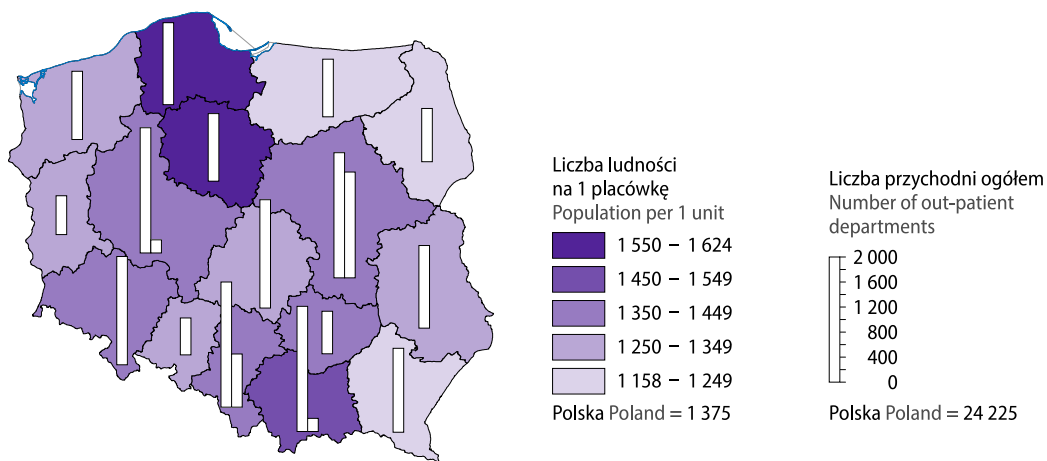 Liczba ludności
na 1 placówkę
Population per 1 unit
1 550 – 1 624
1 450 – 1 549
1 350 – 1 449
1 250 – 1 349
1 158 – 1 249
Polska Poland = 1 375
Liczba przychodni ogółem
Number of out-patient
departments
2 000
1 600
1 200
800
400
0
Polska Poland = 24 225